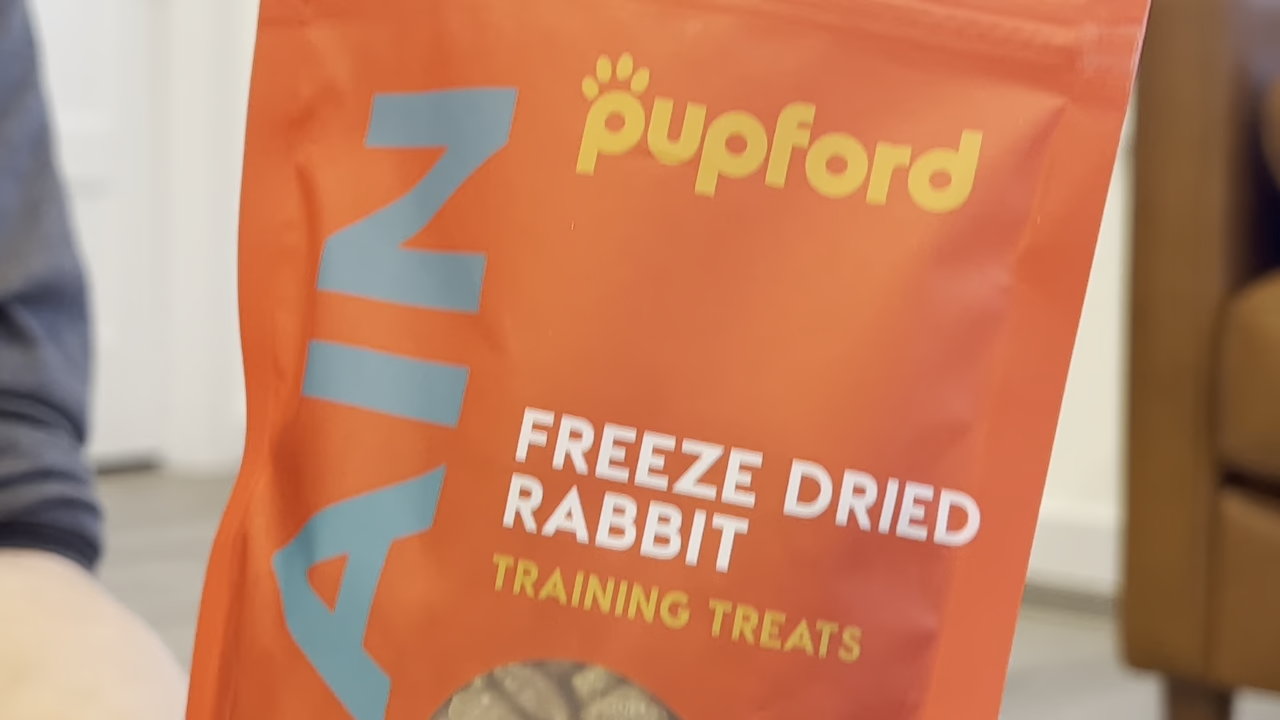 pupford
AIN
FREEZE DRIED
RABBIT
TRAINING TREATS